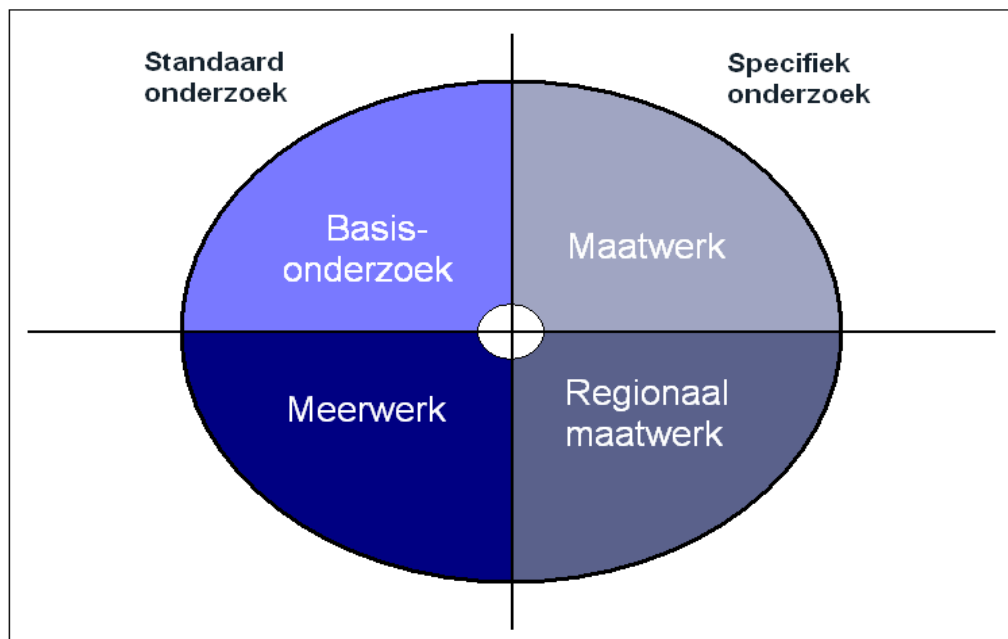 Standaard
onderzoek
Specifiek
onderzoek
Basis-
onderzoek
Maatwerk
Meerwerk
Regionaal
maatwerk